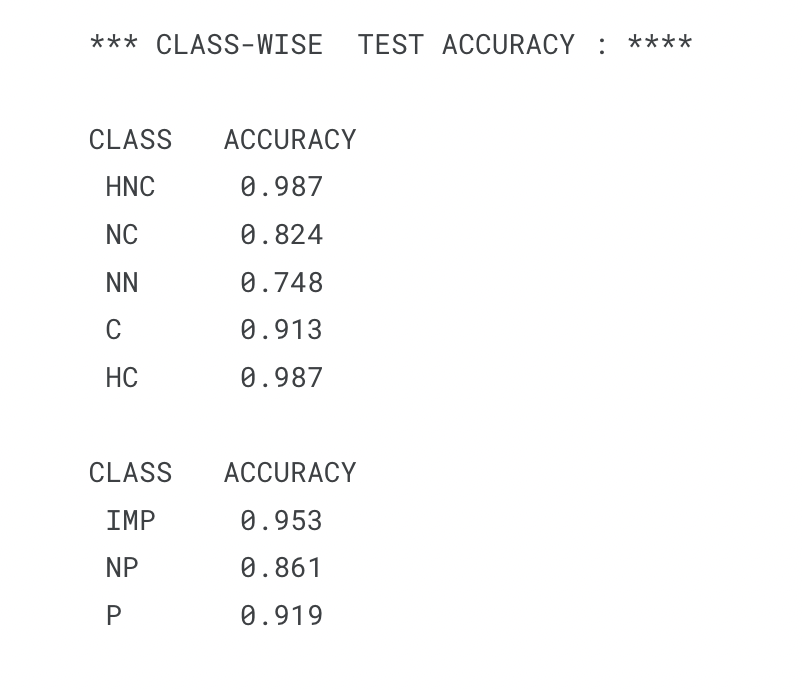 *** CLASS-WISE  TEST ACCURACY : ****
CLASS   ACCURACY
HNC     0.987
NC      0.824
NN      0.748
C       0.913
HC      0.987
CLASS   ACCURACY
IMP     0.953
NP      0.861
P       0.919